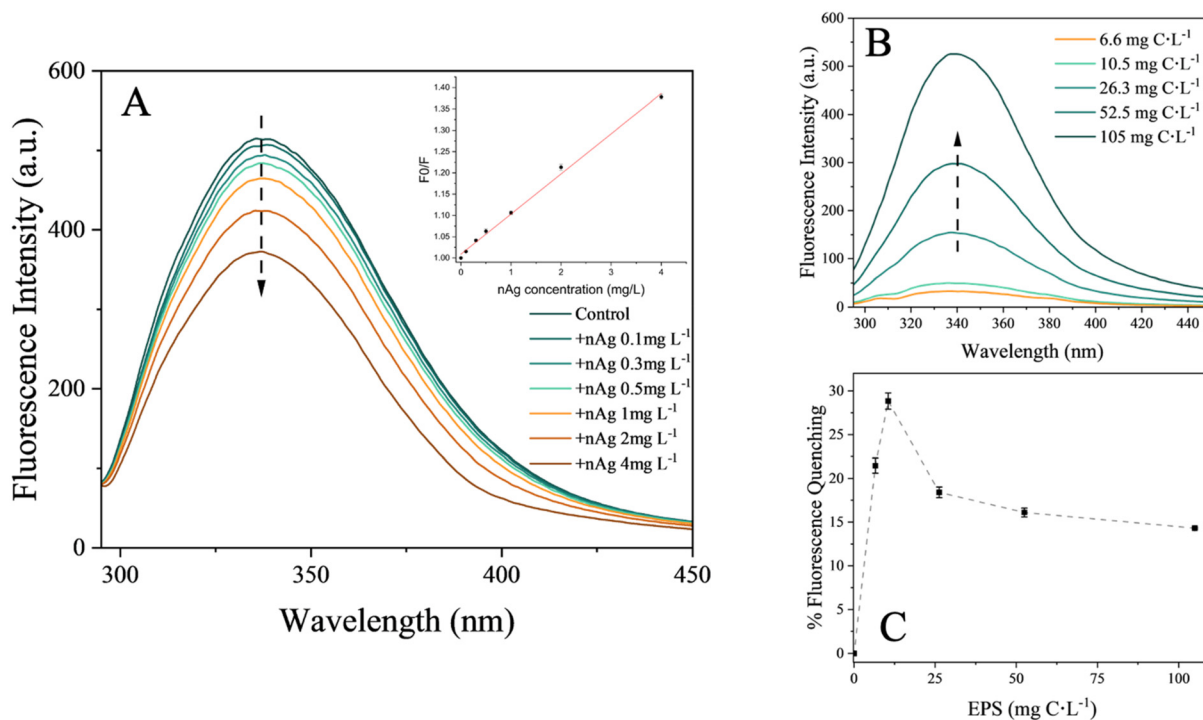 A
Fluorescence Intensity (a.u.)
600
400
200
0
300
350
400
450
Wavelength (nm)
F0/F
1.40
1.35
1.30
1.25
1.20
1.15
1.10
1.05
1.00
0
1
2
3
4
nAg concentration (mg/L)
Control
+nAg 0.1mg L⁻¹
+nAg 0.3mg L⁻¹
+nAg 0.5mg L⁻¹
+nAg 1mg L⁻¹
+nAg 2mg L⁻¹
+nAg 4mg L⁻¹
B
Fluorescence Intensity (a.u.)
600
500
400
300
200
100
0
300
320
340
360
380
400
420
440
Wavelength (nm)
6.6 mg C·L⁻¹
10.5 mg C·L⁻¹
26.3 mg C·L⁻¹
52.5 mg C·L⁻¹
105 mg C·L⁻¹
C
% Fluorescence Quenching
30
25
20
15
10
5
0
0
25
50
75
100
EPS (mg C·L⁻¹)